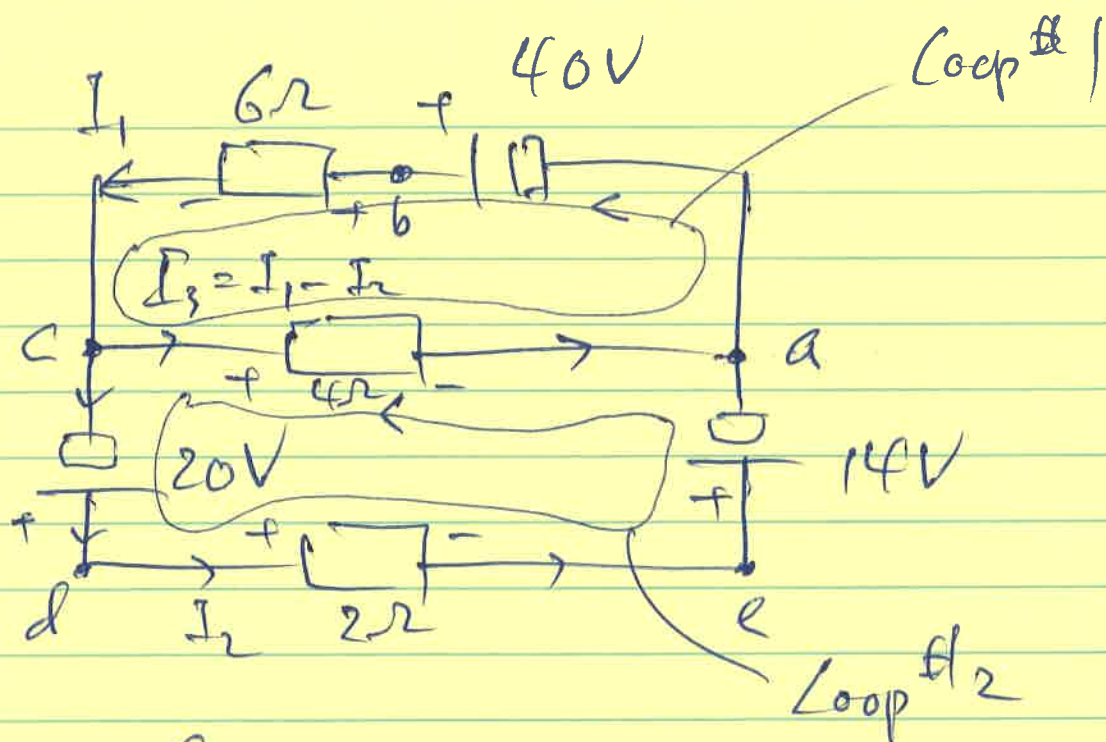 40V
Loop #1
I₁ 6Ω +
- + b
I₃ = I₁ - I₂
C a
+ 4Ω -
20V 14V
+ +
+ -
d I₂ 2Ω e
Loop #2